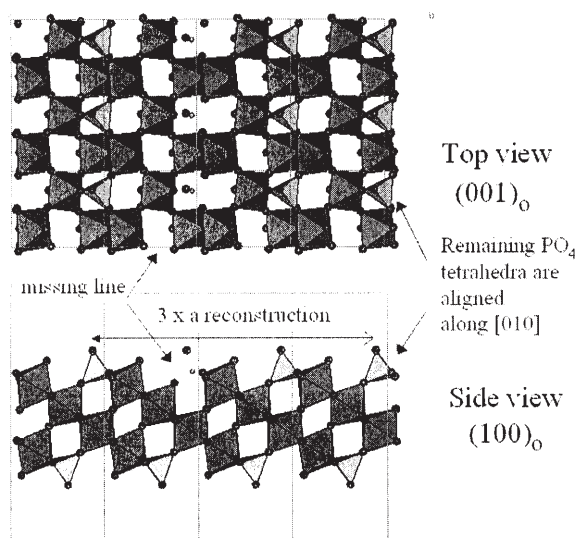 Top view
(001)o
Remaining PO4
tetrahedra are
aligned
along [010]
missing line
3 x a reconstruction
Side view
(100)o